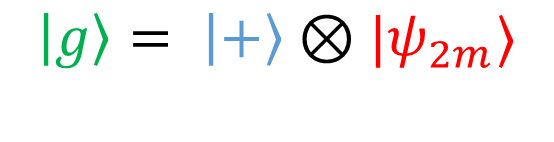 |g⟩ = |+⟩ ⊗ |ψ₂ₘ⟩